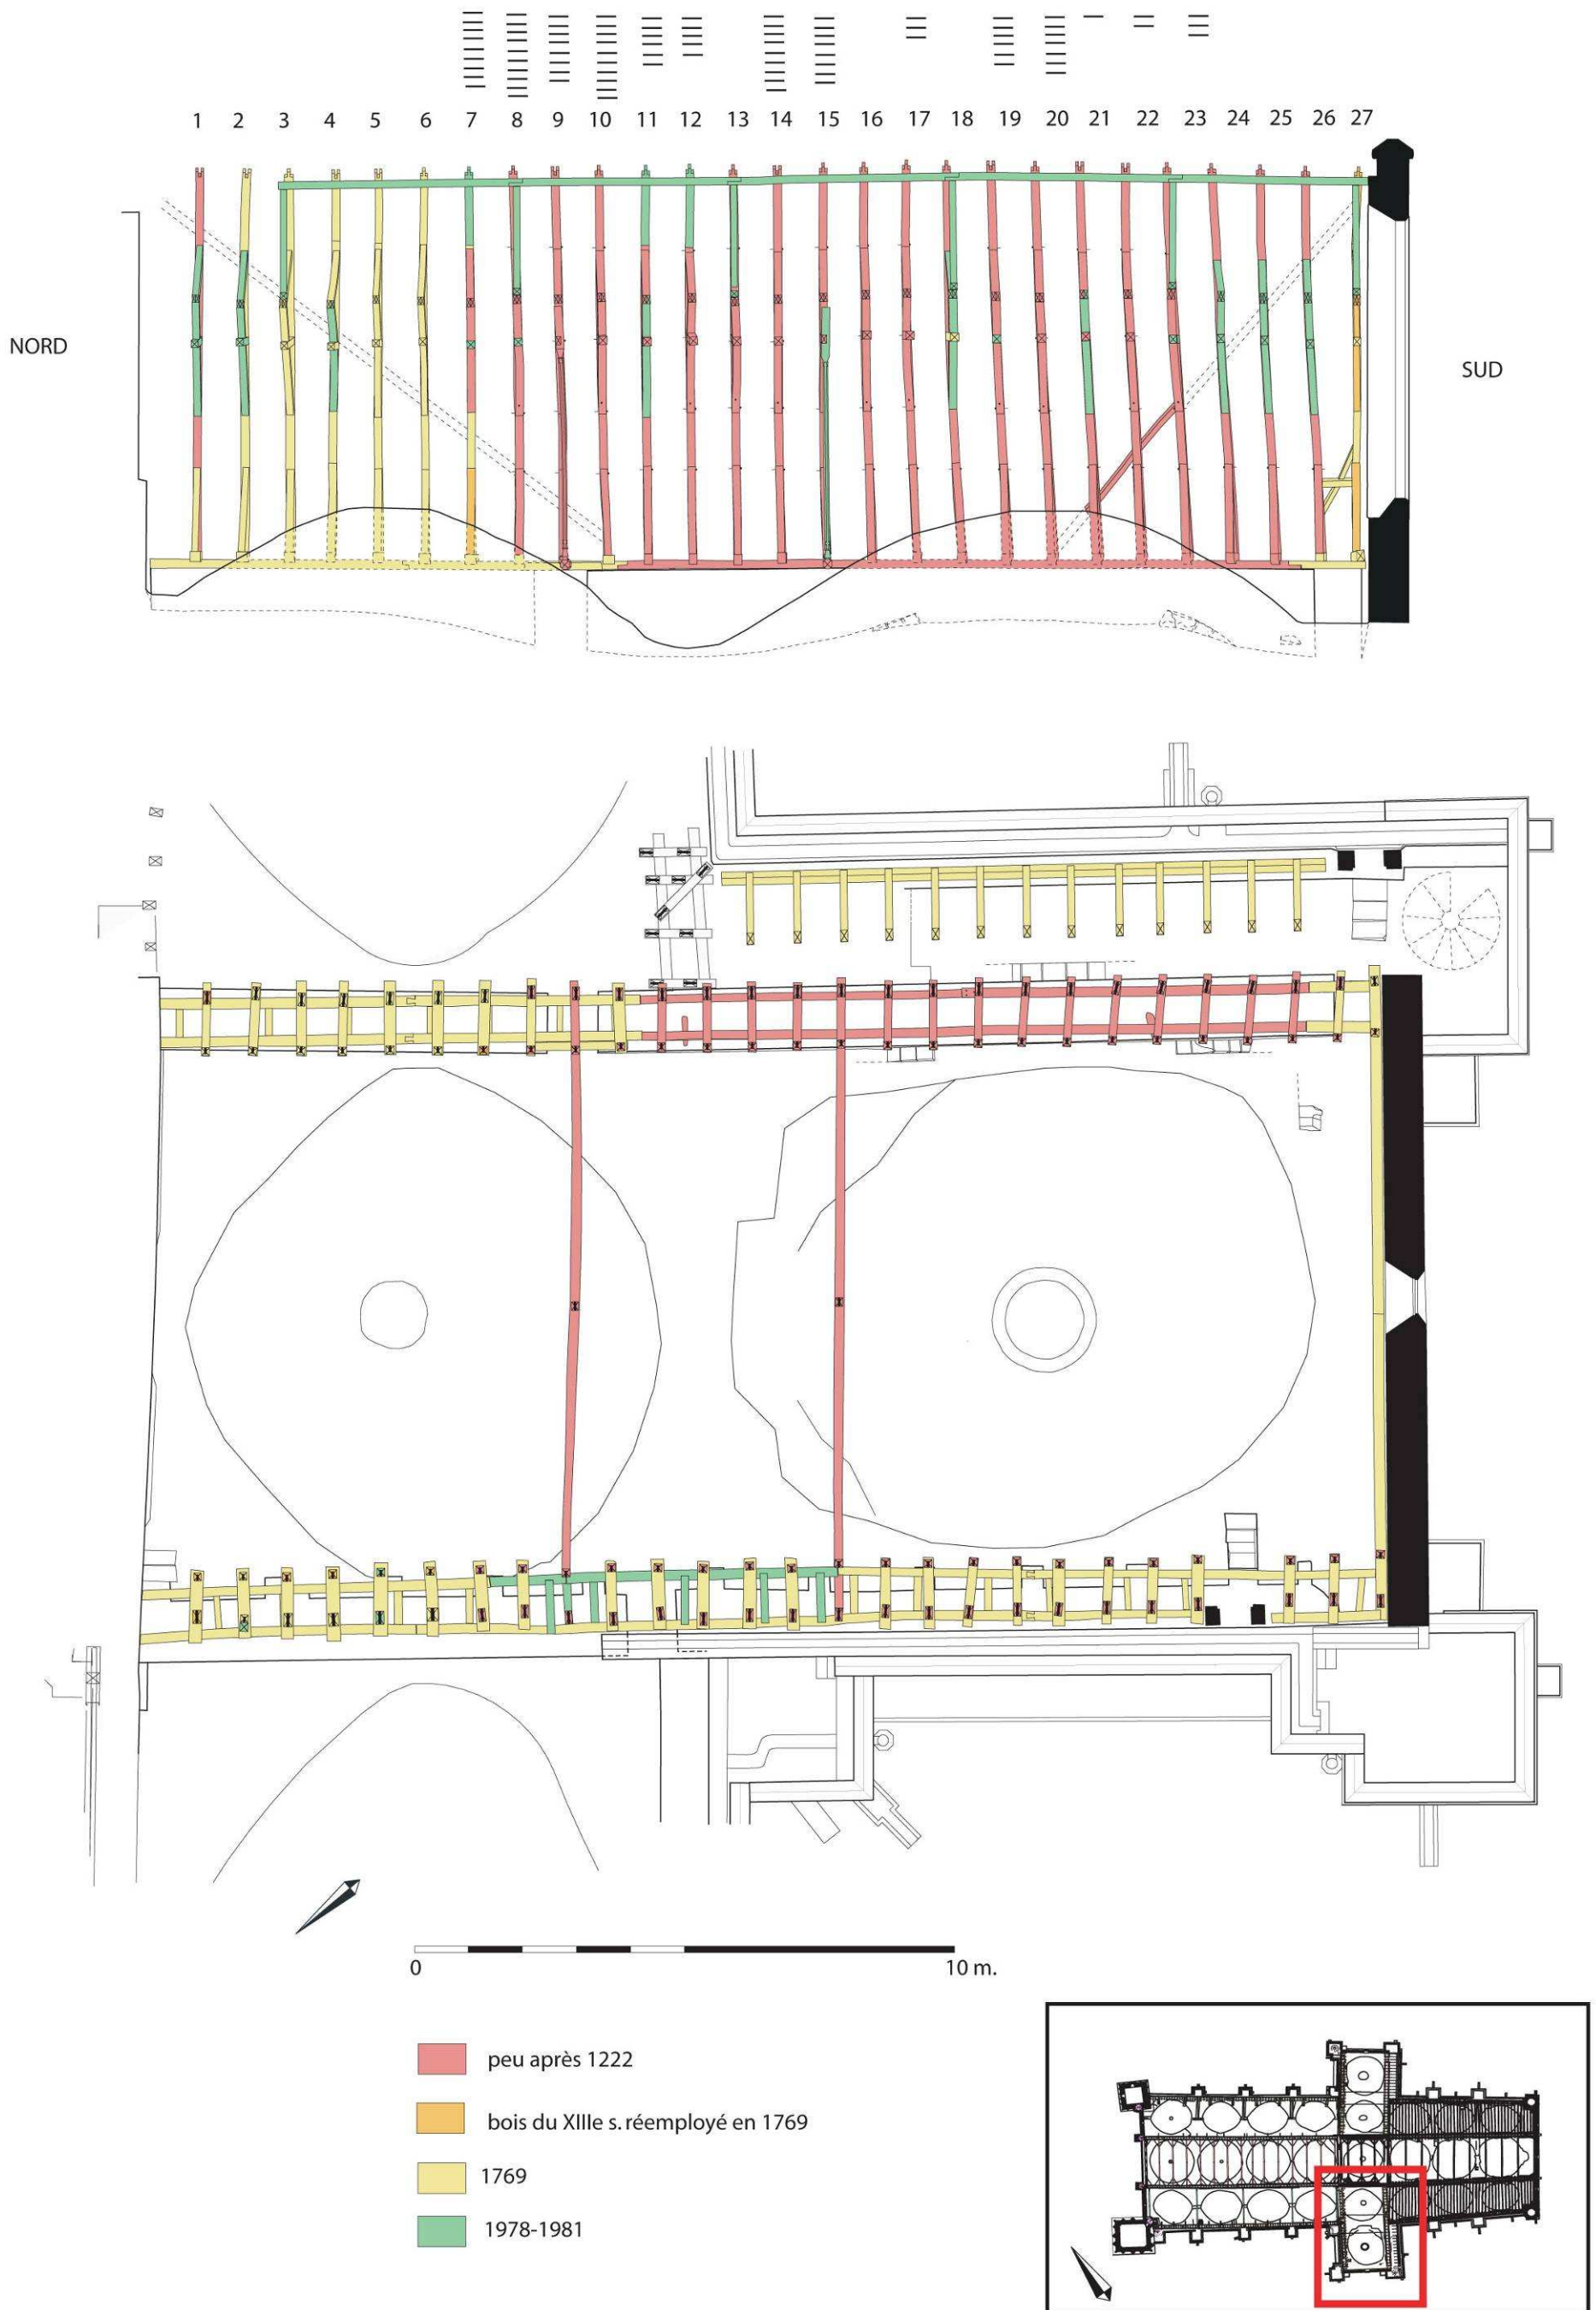 1 2 3 4 5 6 7 8 9 10 11 12 13 14 15 16 17 18 19 20 21 22 23 24 25 26 27
NORD
SUD
0 10 m.
peu après 1222
bois du XIIIe s. réemployé en 1769
1769
1978-1981